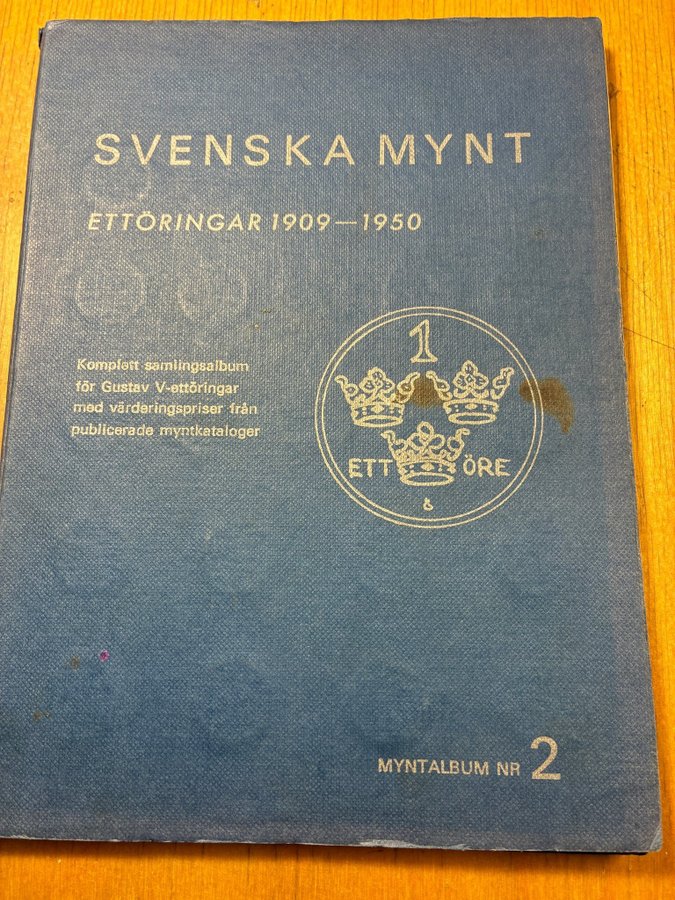 SVENSKA MYNT
ETTÖRINGAR 1909—1950
Komplett samlingsalbum
för Gustav V-ettöringar
med värderingspriser från
publicerade myntkataloger
1
ETT ÖRE
MYNTALBUM NR 2